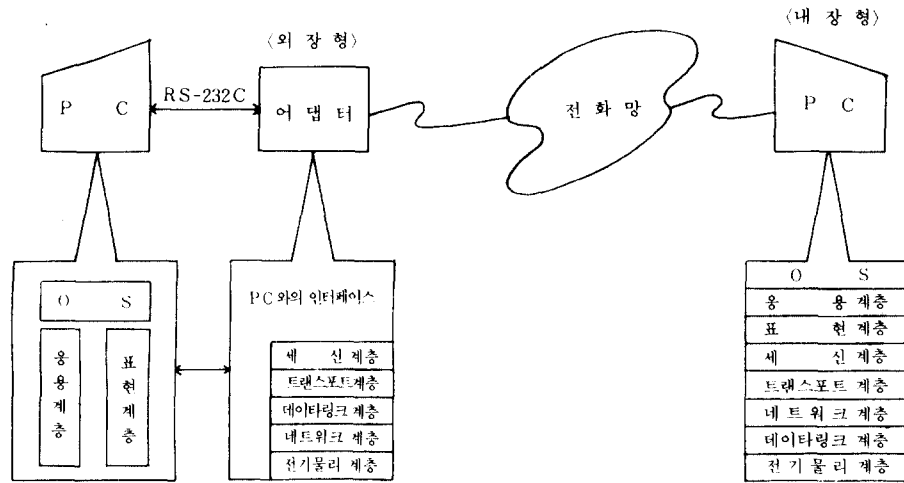 〈외 장 형〉
〈내 장 형〉
P C
RS-232C
어 댑 터
전 화 망
P C
O S
응용계층
표현계층
PC와의 인터페이스
세 신 계층
트랜스포트계층
데이타링크 계층
네트워크 계층
전기물리 계층
O S
응 용 계층
표 현 계층
세 신 계층
트랜스포트 계층
네 트 워 크 계층
데이타링크 계층
전 기 물 리 계층